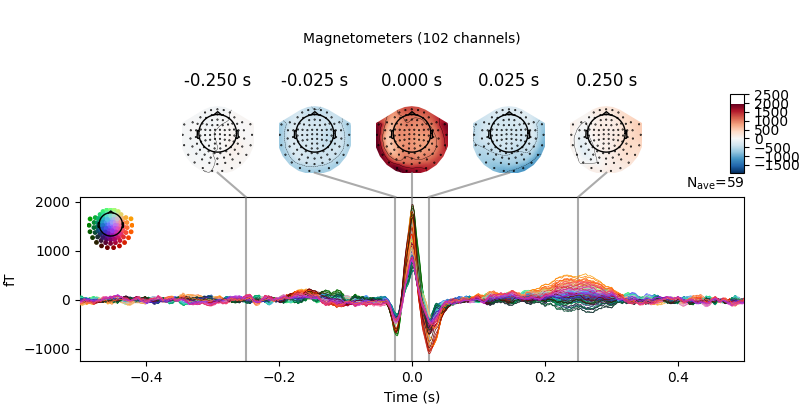 Magnetometers (102 channels)
-0.250 s -0.025 s 0.000 s 0.025 s 0.250 s
2500
2000
1500
1000
500
0
−500
−1000
−1500
Nave=59
2000
1000
0
−1000
fT
−0.4 −0.2 0.0 0.2 0.4
Time (s)